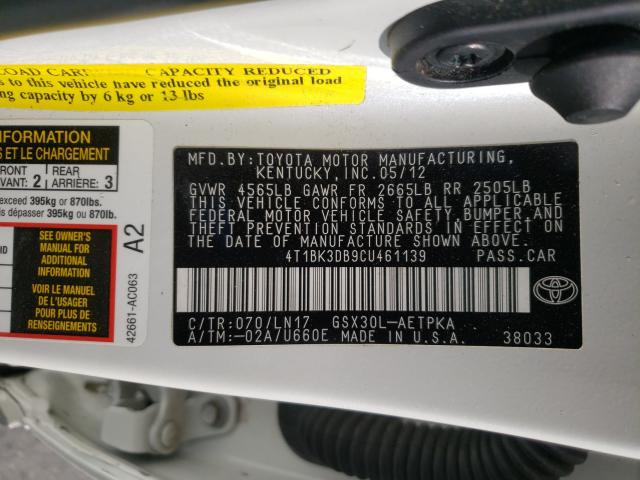 LOAD CAR! CAPACITY REDUCED
s to this vehicle have reduced the original load
ng capacity by 6 kg or 13 lbs
INFORMATION
S ET LE CHARGEMENT
FRONT
VANT: 2
REAR
ARRIÈRE: 3
exceed 395kg or 870lbs.
s dépasser 395kg ou 870lb.
SEE OWNER'S
MANUAL FOR
ADDITIONAL
INFORMATION
VOIR LE MANUEL
DE L'USAGER
POUR PLUS DE
RENSEIGNEMENTS
A2
42661-AC063
MFD.BY:TOYOTA MOTOR MANUFACTURING,
KENTUCKY,INC.05/12
GVWR 4565LB GAWR FR 2665LB RR 2505LB
THIS VEHICLE CONFORMS TO ALL APPLICABLE
FEDERAL MOTOR VEHICLE SAFETY,BUMPER,AND
THEFT PREVENTION STANDARDS IN EFFECT ON
THE DATE OF MANUFACTURE SHOWN ABOVE.
4T1BK3DB9CU461139 PASS.CAR
C/TR:070/LN17 GSX30L-AETPKA
A/TM:-02A/U660E MADE IN U.S.A. 38033
TOYOTA